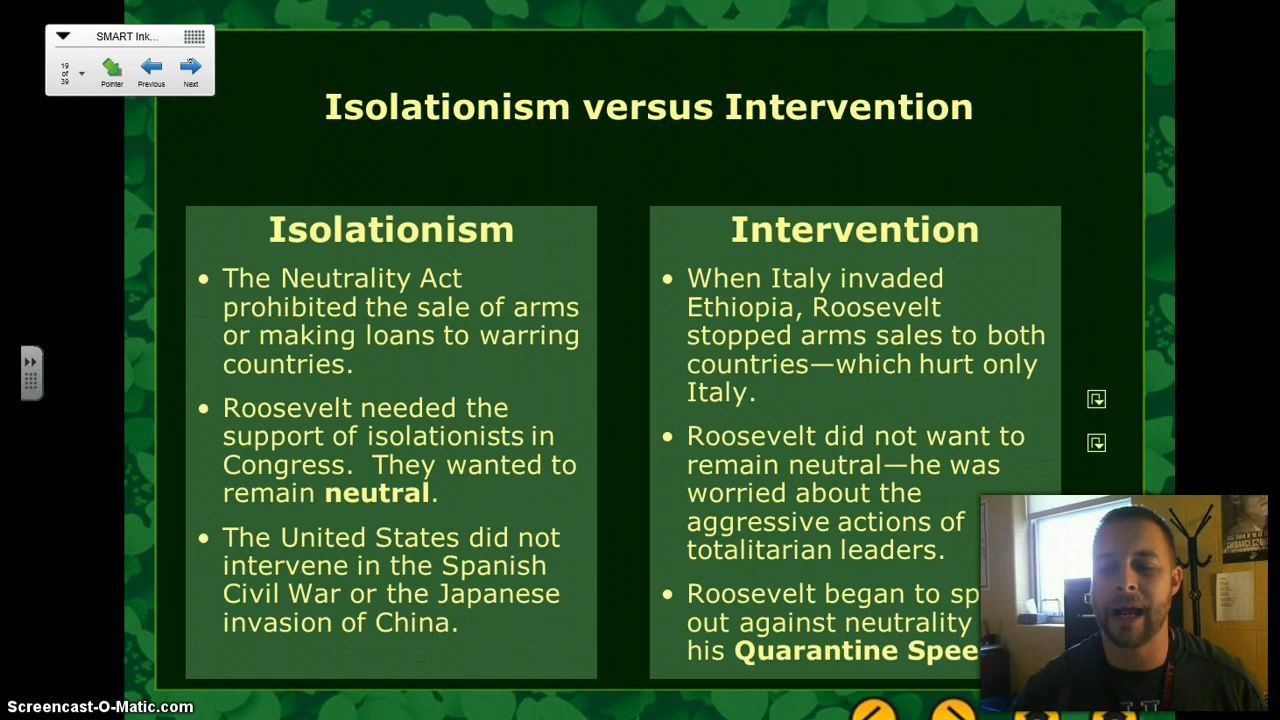 SMART Ink...
19
of
39
Pointer
Previous
Next
Isolationism versus Intervention
Isolationism
• The Neutrality Act
prohibited the sale of arms
or making loans to warring
countries.
• Roosevelt needed the
support of isolationists in
Congress. They wanted to
remain neutral.
• The United States did not
intervene in the Spanish
Civil War or the Japanese
invasion of China.
Intervention
• When Italy invaded
Ethiopia, Roosevelt
stopped arms sales to both
countries—which hurt only
Italy.
• Roosevelt did not want to
remain neutral—he was
worried about the
aggressive actions of
totalitarian leaders.
• Roosevelt began to sp
out against neutrality
his Quarantine Spee
Screencast-O-Matic.com